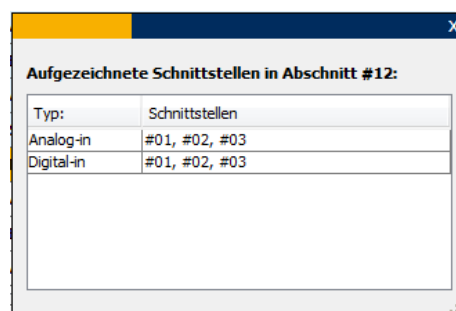 X
Aufgezeichnete Schnittstellen in Abschnitt #12:
Typ: Schnittstellen
Analog-in #01, #02, #03
Digital-in #01, #02, #03